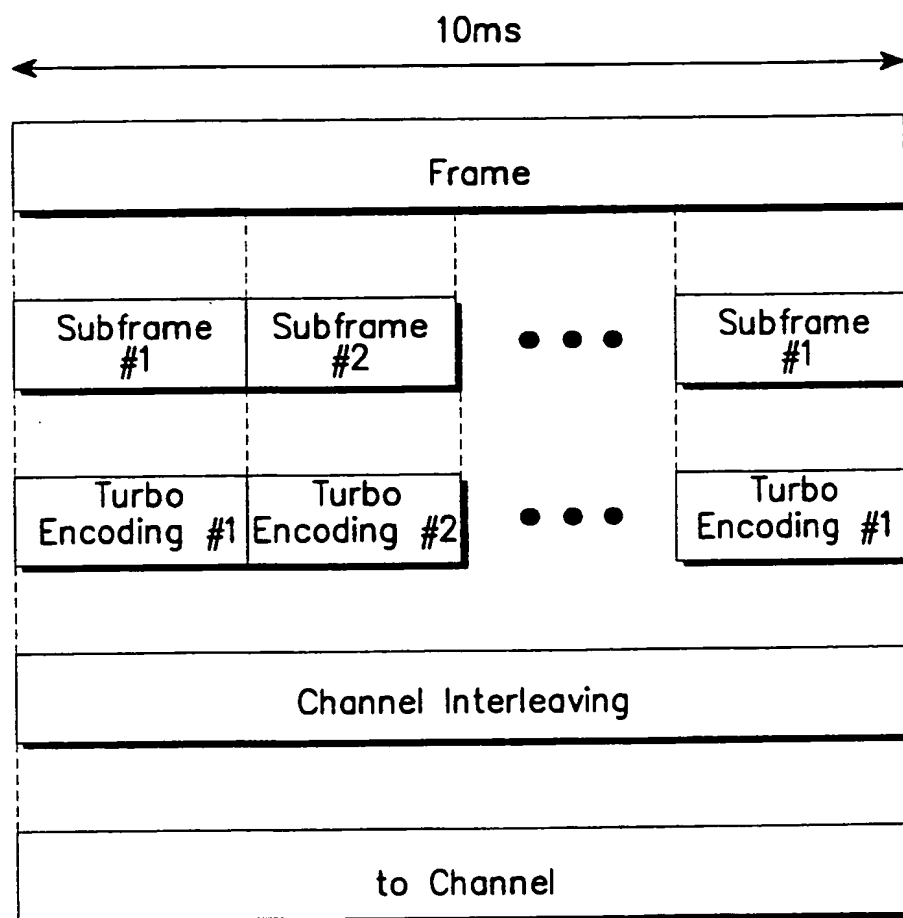 10ms
Frame
Subframe
#1
Subframe
#2
Subframe
#1
Turbo
Encoding #1
Turbo
Encoding #2
Turbo
Encoding #1
Channel Interleaving
to Channel